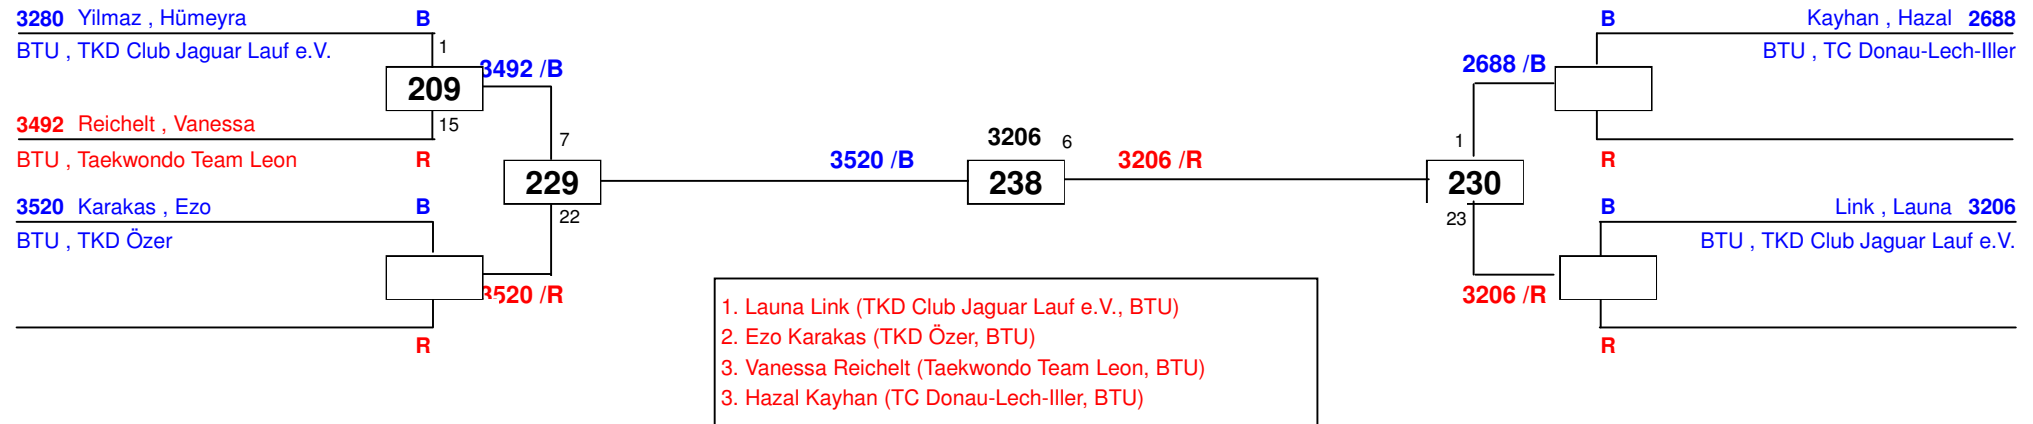 3280 Yilmaz , Hümeyra B
BTU , TKD Club Jaguar Lauf e.V.
1
209
3492 /B
3492 Reichelt , Vanessa
15
BTU , Taekwondo Team Leon R
7
229
22
3520 Karakas , Ezo B
BTU , TKD Özer
3520 /R
R
3520 /B
3206 6
238
3206 /R
B Kayhan , Hazal 2688
BTU , TC Donau-Lech-Iller
2688 /B
R
1
230
23
B Link , Launa 3206
BTU , TKD Club Jaguar Lauf e.V.
3206 /R
R
1. Launa Link (TKD Club Jaguar Lauf e.V., BTU)
2. Ezo Karakas (TKD Özer, BTU)
3. Vanessa Reichelt (Taekwondo Team Leon, BTU)
3. Hazal Kayhan (TC Donau-Lech-Iller, BTU)